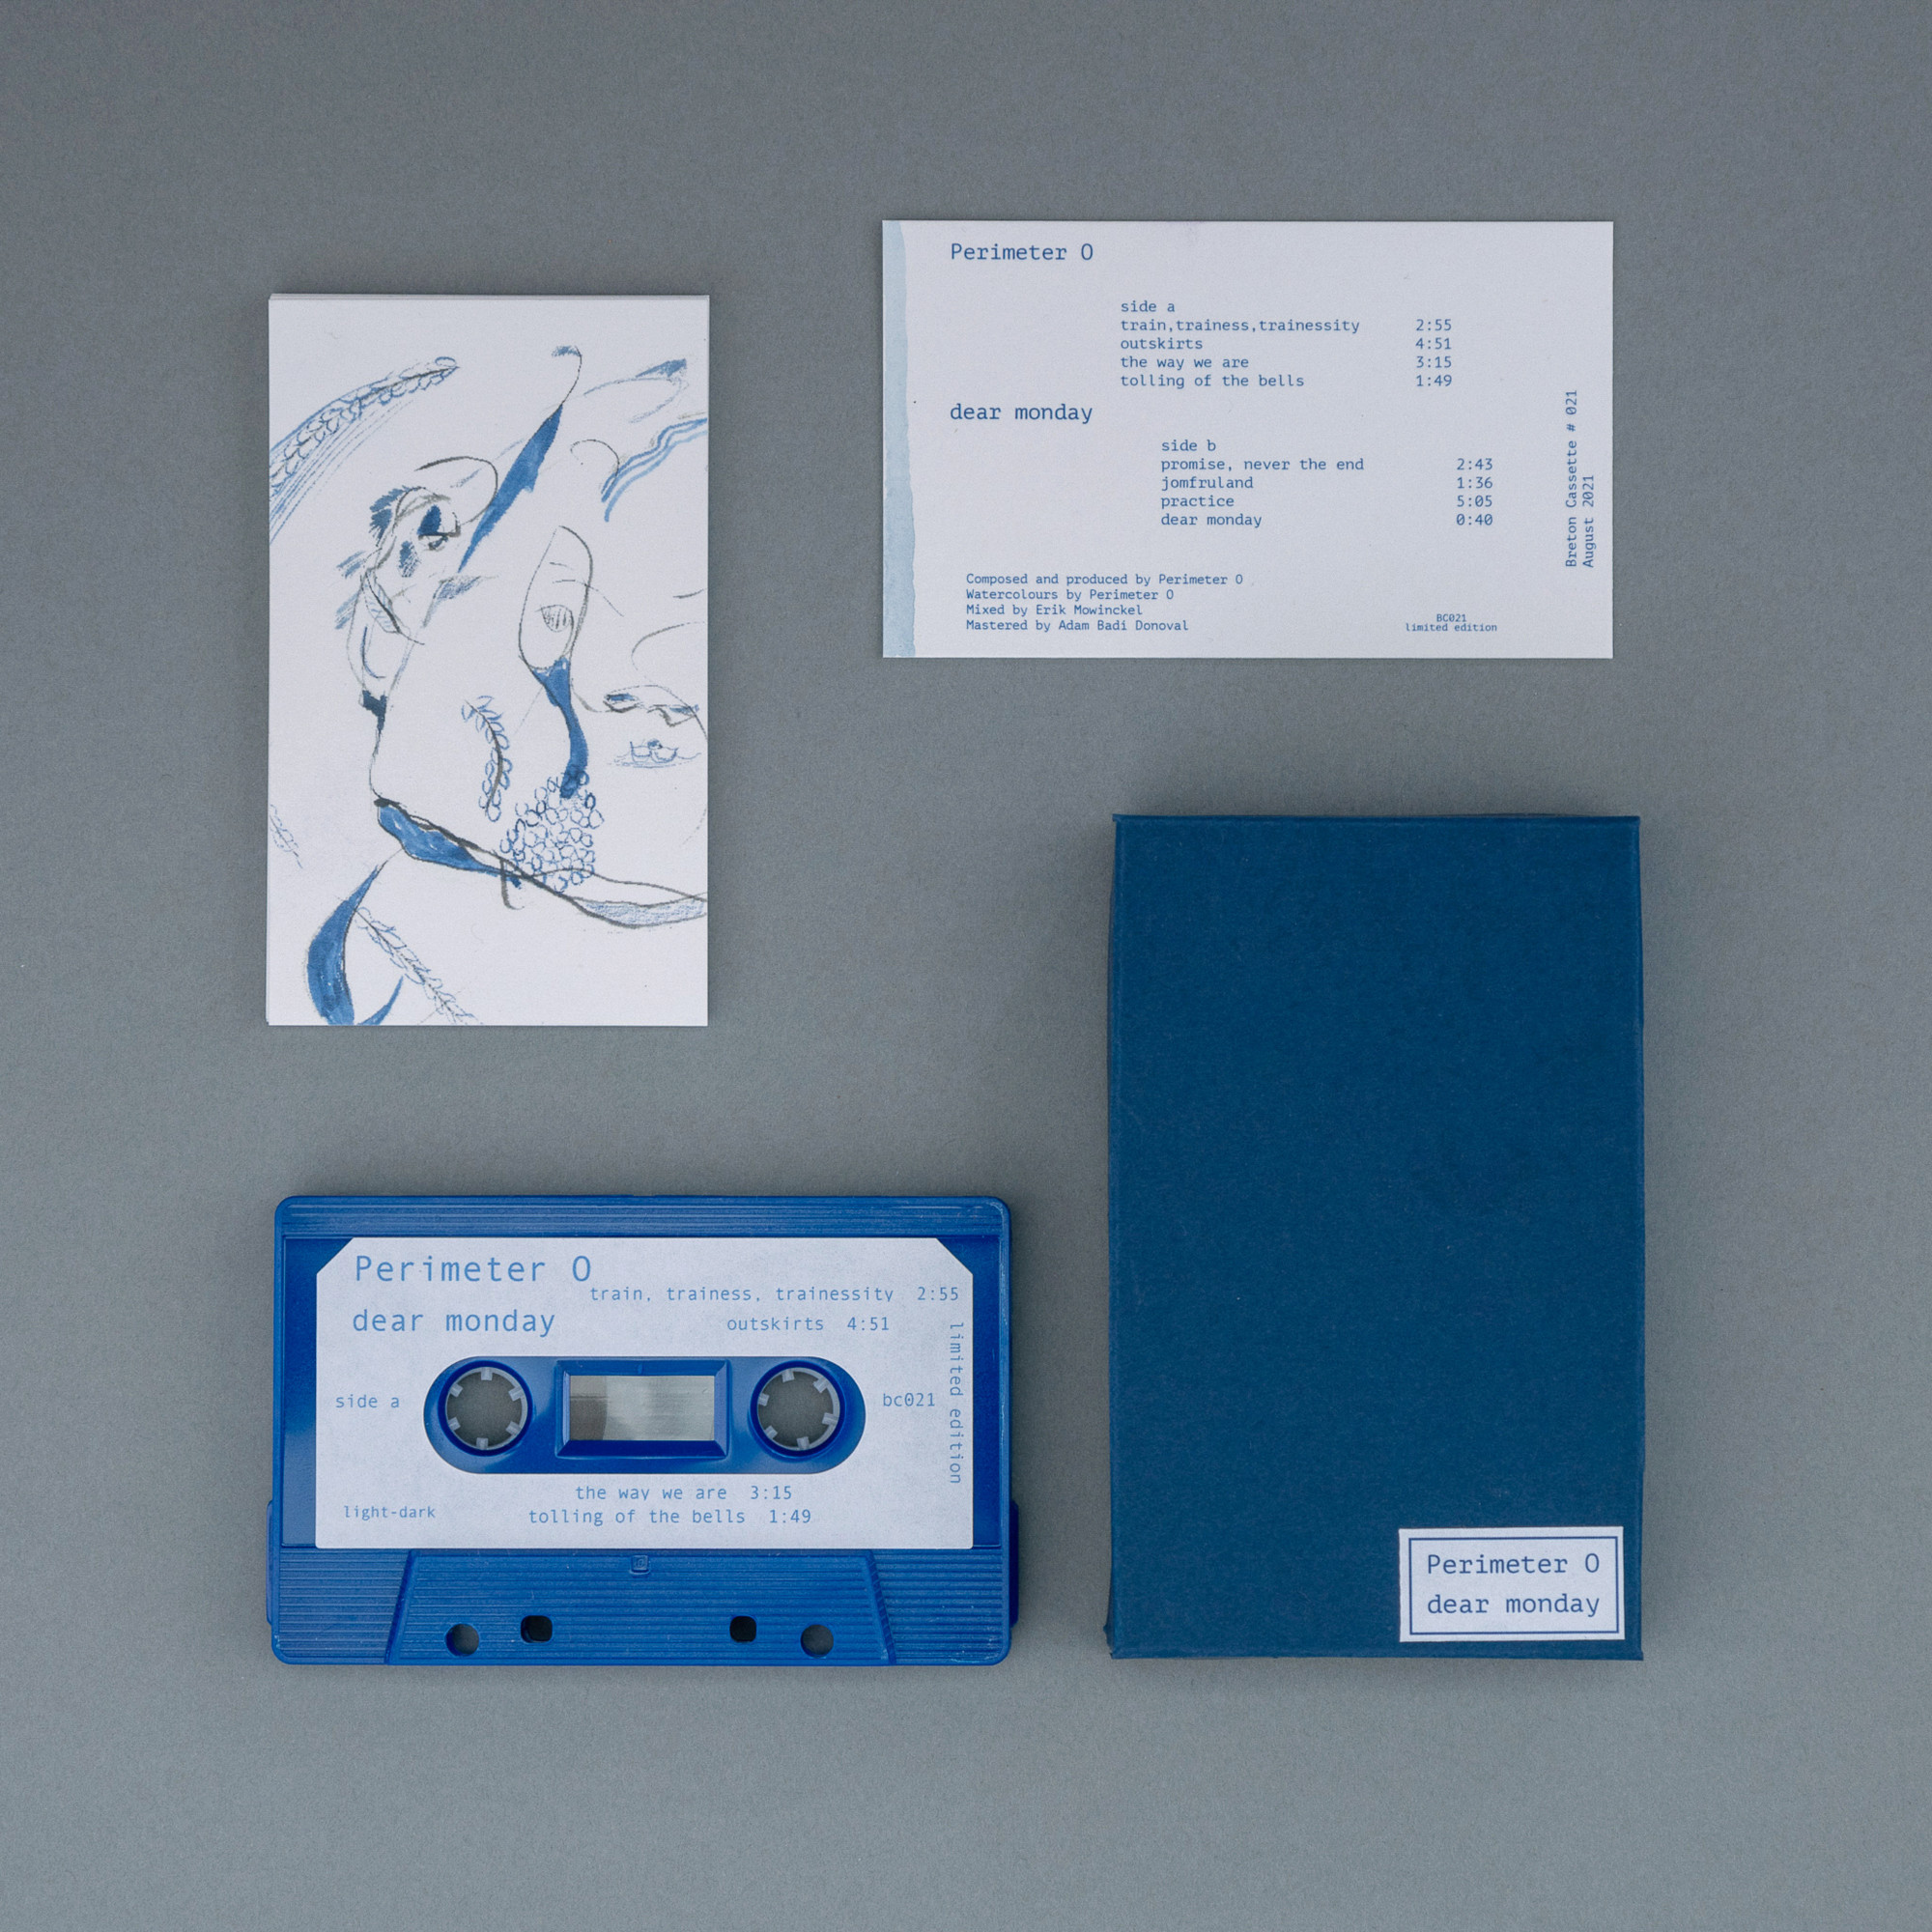 Perimeter O
side a
train,trainess,trainessity 2:55
outskirts 4:51
the way we are 3:15
tolling of the bells 1:49
dear monday
side b
promise, never the end 2:43
jomfruland 1:36
practice 5:05
dear monday 0:40
Composed and produced by Perimeter O
Watercolours by Perimeter O
Mixed by Erik Mowinckel
Mastered by Adam Badi Donoval
BC021
limited edition
Breton Cassette # 021
August 2021
Perimeter O
train, trainess, trainessity 2:55
dear monday
outskirts 4:51
side a
bc021
limited edition
the way we are 3:15
light-dark
tolling of the bells 1:49
Perimeter O
dear monday